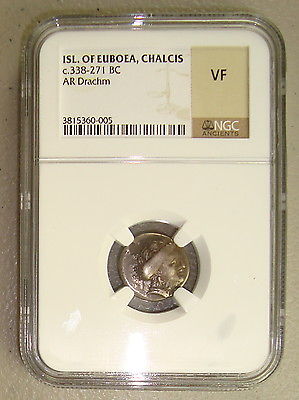 ISL. OF EUBOEA, CHALCIS
c.338-271 BC
AR Drachm
3815360-005
VF
NGC
ANCIENTS